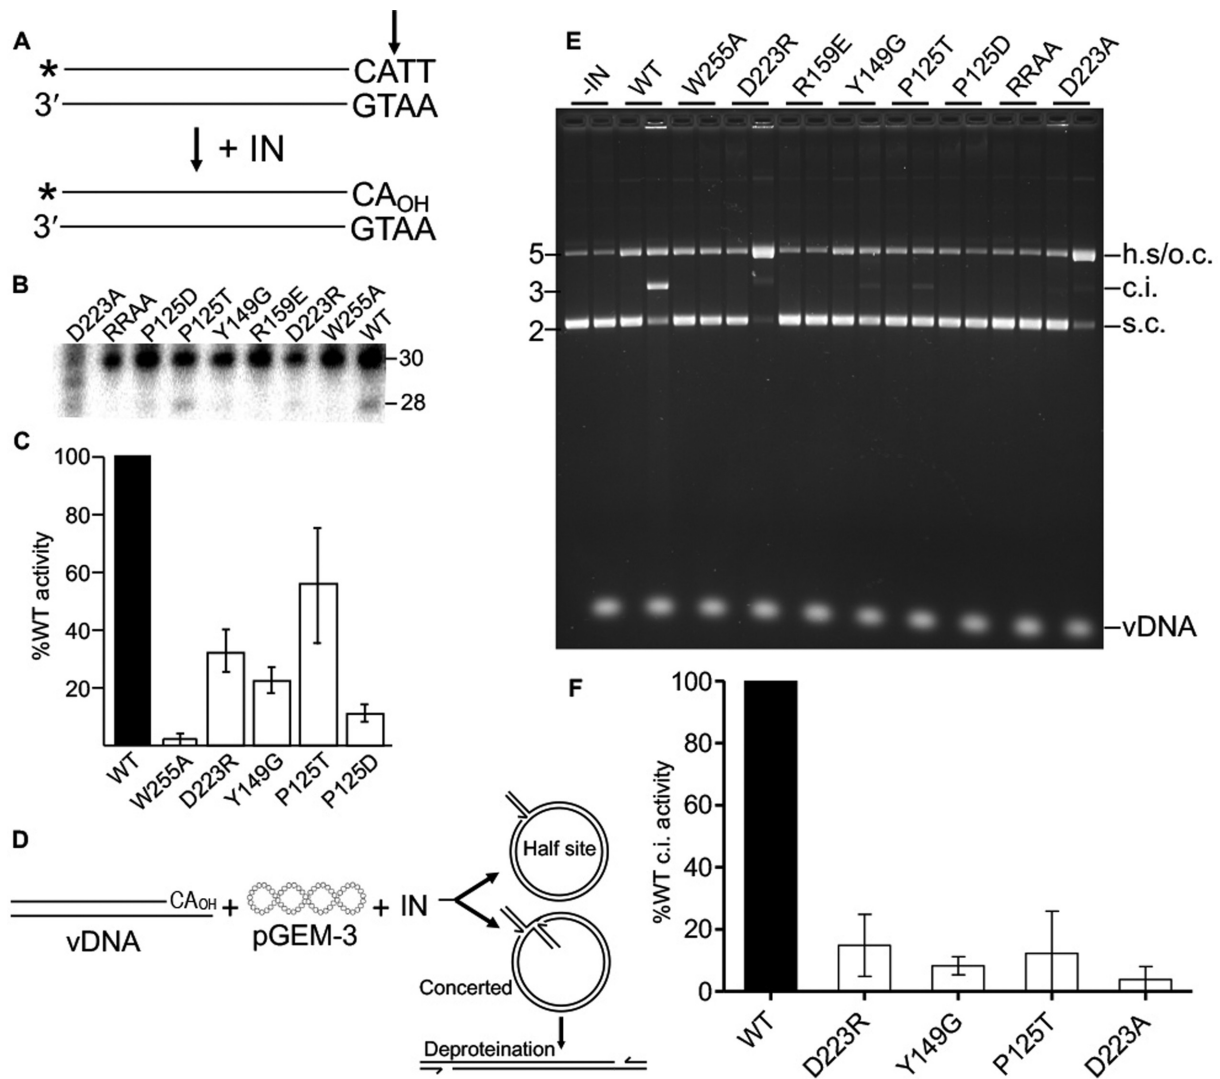 A
* CATT
3′ GTAA
+ IN
* CAOH
3′ GTAA
B
D223A RRAA P125D P125T Y149G R159E D223R W255A WT
30
28
C
%WT activity
100
80
60
40
20
WT W255A D223R Y149G P125T P125D
D
CAOH + + IN
vDNA
pGEM-3
Half site
Concerted
Deproteination
E
-IN WT W255A D223R R159E Y149G P125T P125D RRAA D223A
5 h.s/o.c.
3 c.i.
2 s.c.
vDNA
F
%WT c.i. activity
100
80
60
40
20
0
WT D223R Y149G P125T D223A